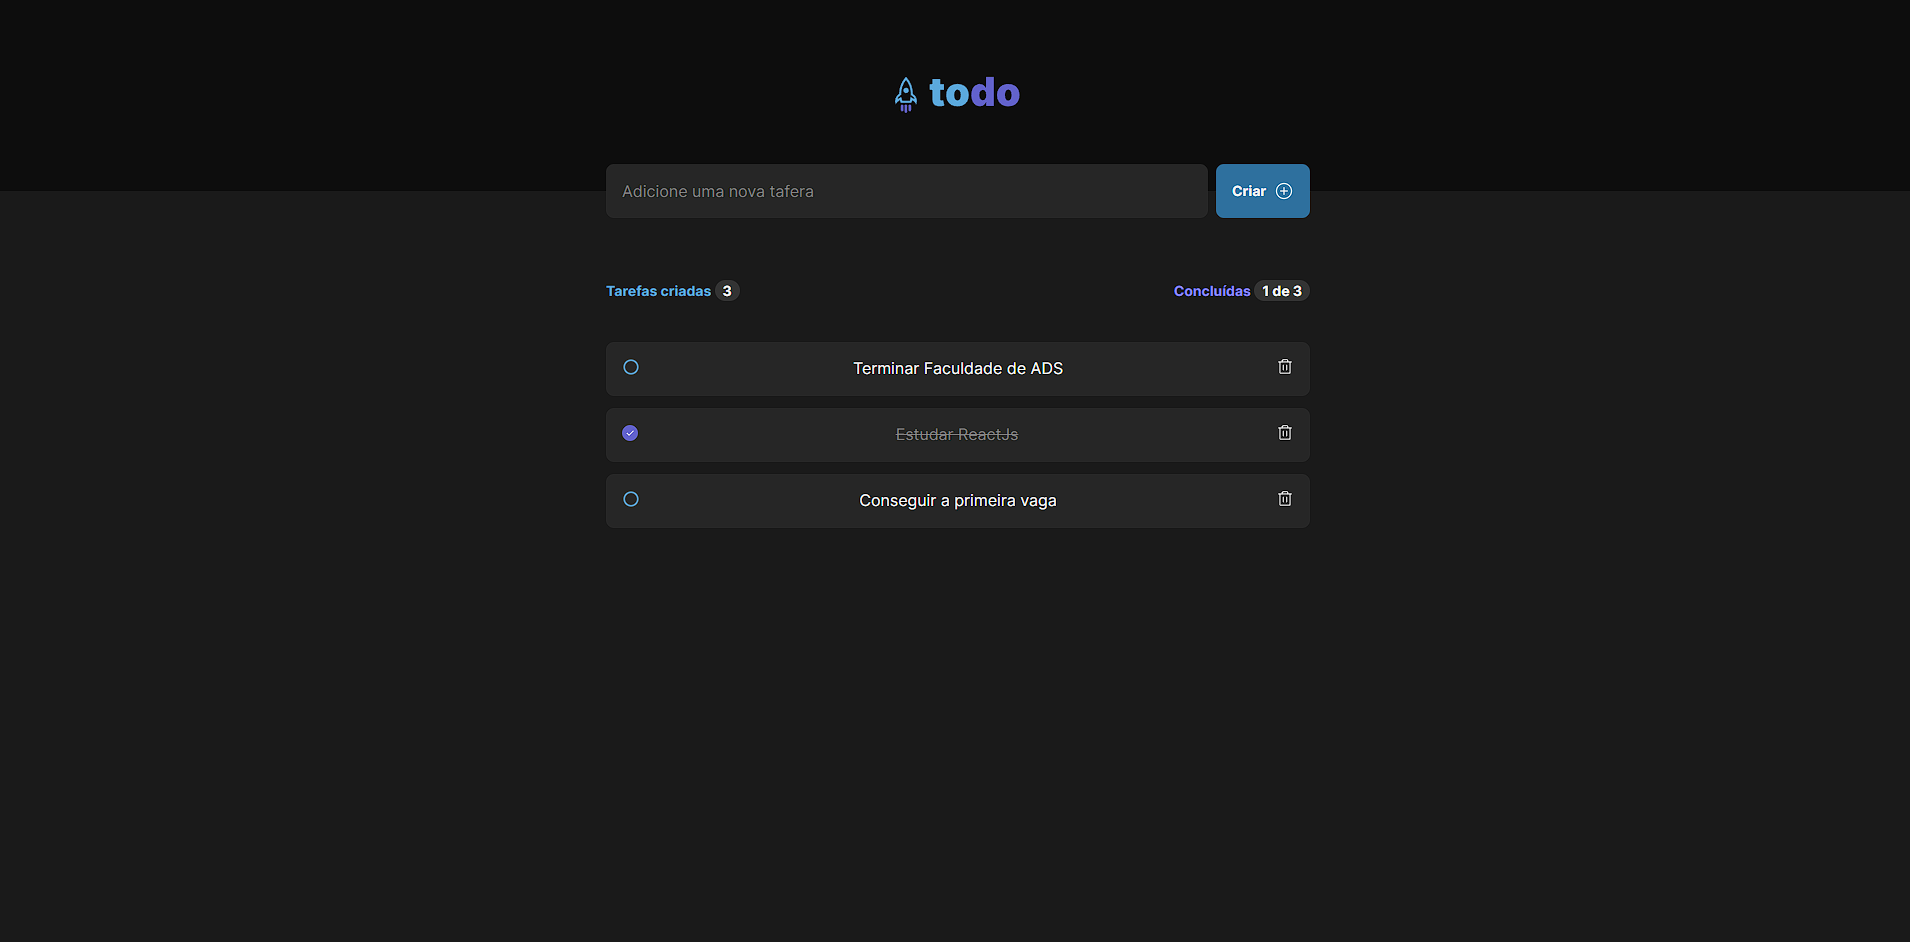 todo
Adicione uma nova tafera
Criar
Tarefas criadas 3
Concluídas 1 de 3
Terminar Faculdade de ADS
Estudar ReactJs
Conseguir a primeira vaga